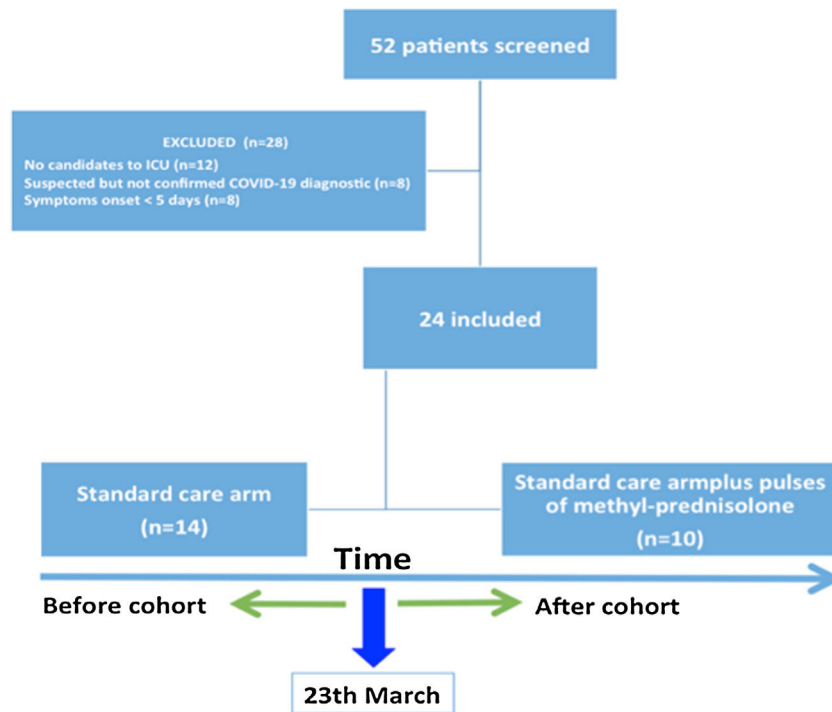 52 patients screened
EXCLUDED (n=28)
No candidates to ICU (n=12)
Suspected but not confirmed COVID-19 diagnostic (n=8)
Symptoms onset < 5 days (n=8)
24 included
Standard care arm
(n=14)
Standard care armplus pulses
of methyl-prednisolone
(n=10)
Time
Before cohort
After cohort
23th March